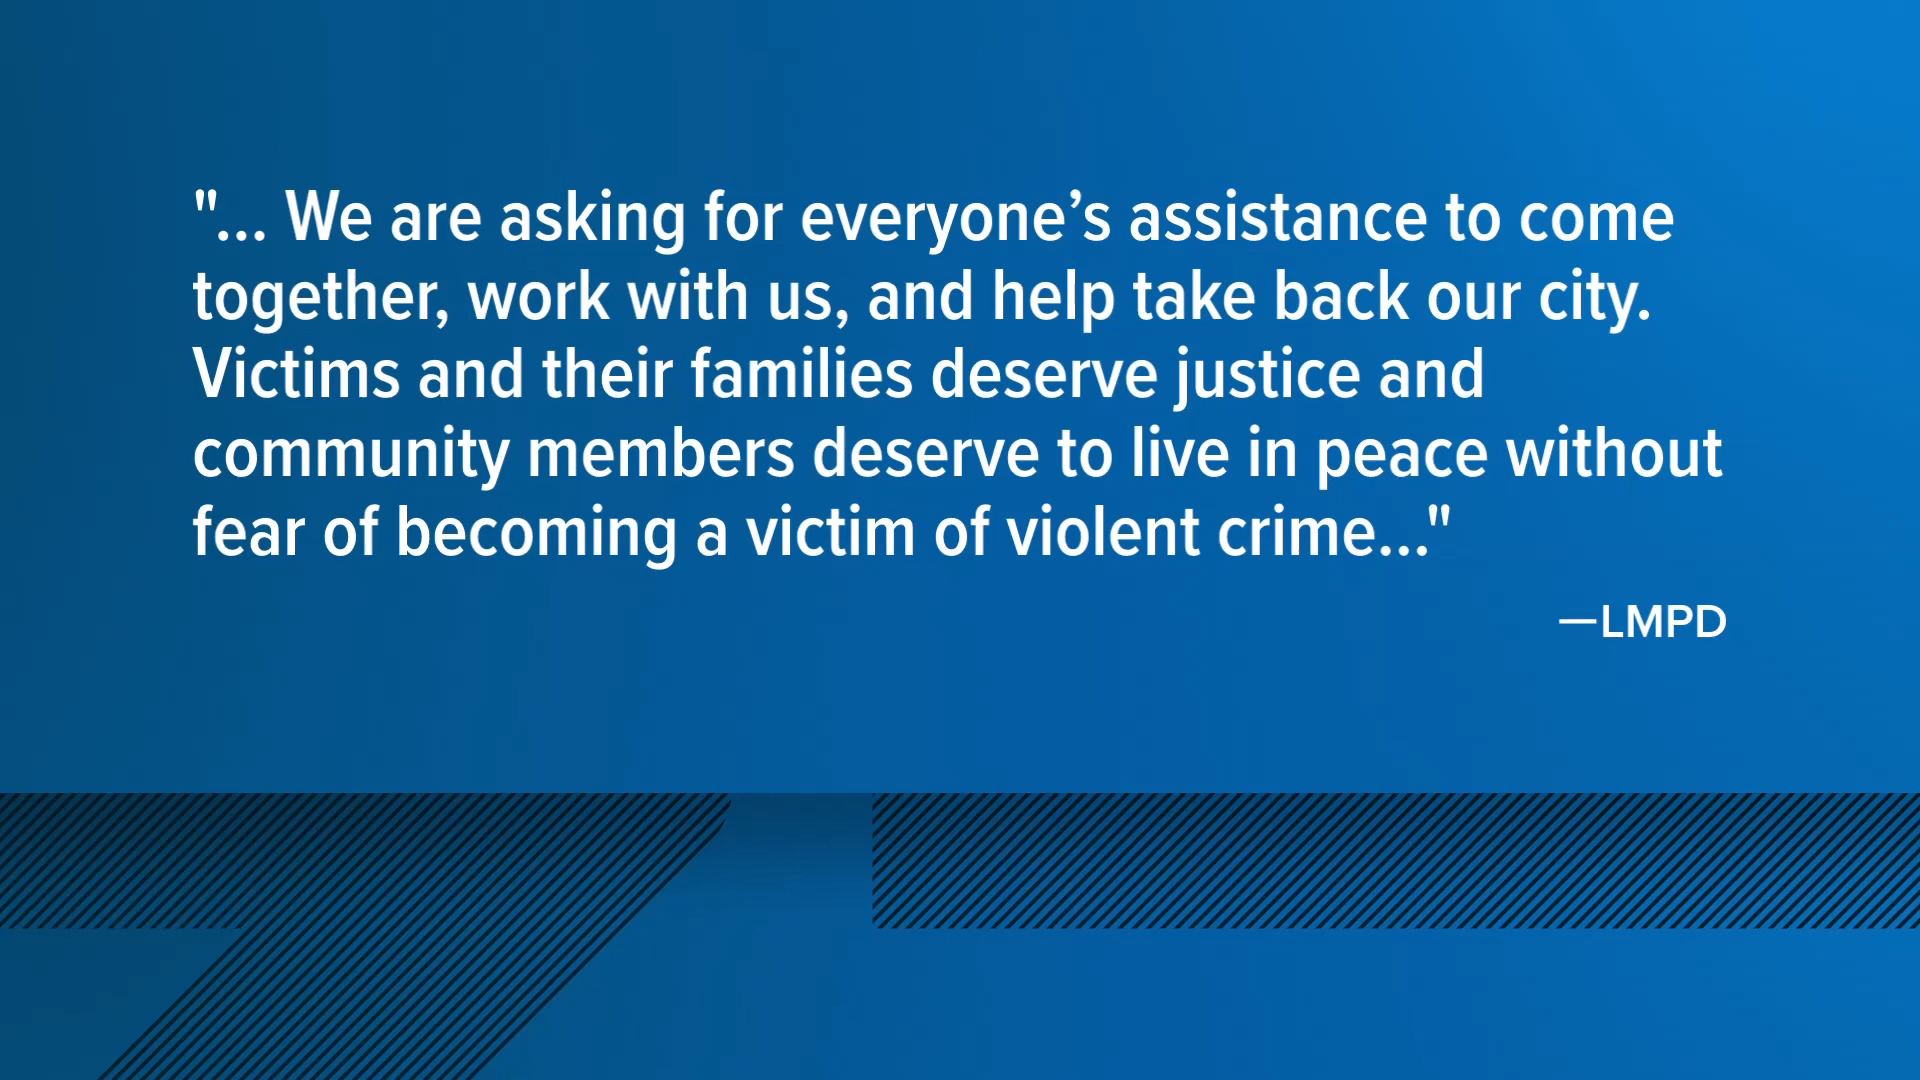 "... We are asking for everyone’s assistance to come
together, work with us, and help take back our city.
Victims and their families deserve justice and
community members deserve to live in peace without
fear of becoming a victim of violent crime..."
—LMPD